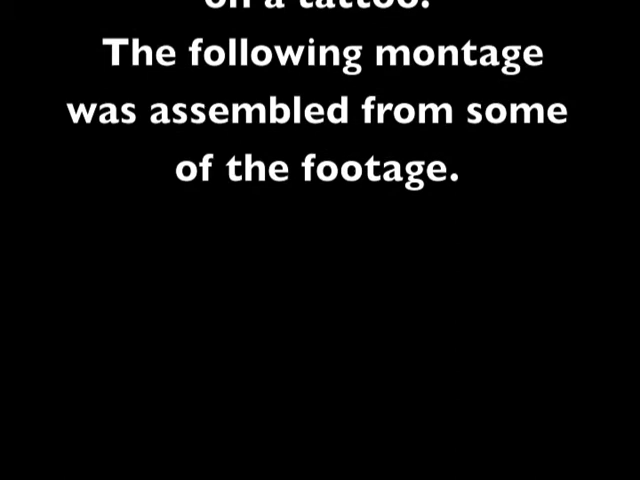 on a tattoo.
The following montage
was assembled from some
of the footage.